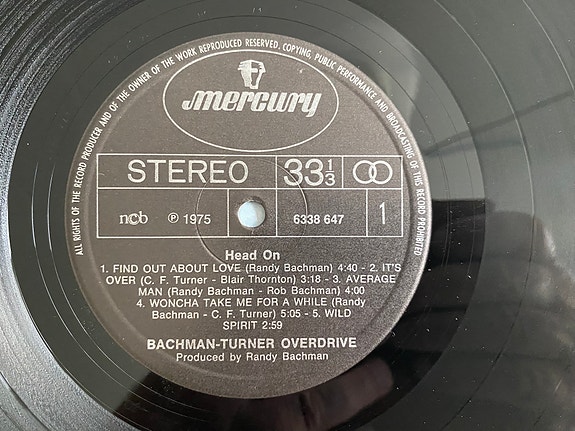 ALL RIGHTS OF THE RECORD PRODUCER AND OF THE OWNER OF THE WORK REPRODUCED RESERVED. COPYING, PUBLIC PERFORMANCE AND BROADCASTING OF THIS RECORD PROHIBITED
mercury
STEREO 33 1/3
ncb ℗ 1975 6338 647 1
Head On
1. FIND OUT ABOUT LOVE (Randy Bachman) 4:40 - 2. IT'S
OVER (C. F. Turner - Blair Thornton) 3:18 - 3. AVERAGE
MAN (Randy Bachman - Rob Bachman) 4:00
4. WONCHA TAKE ME FOR A WHILE (Randy
Bachman - C. F. Turner) 5:05 - 5. WILD
SPIRIT 2:59
BACHMAN-TURNER OVERDRIVE
Produced by Randy Bachman